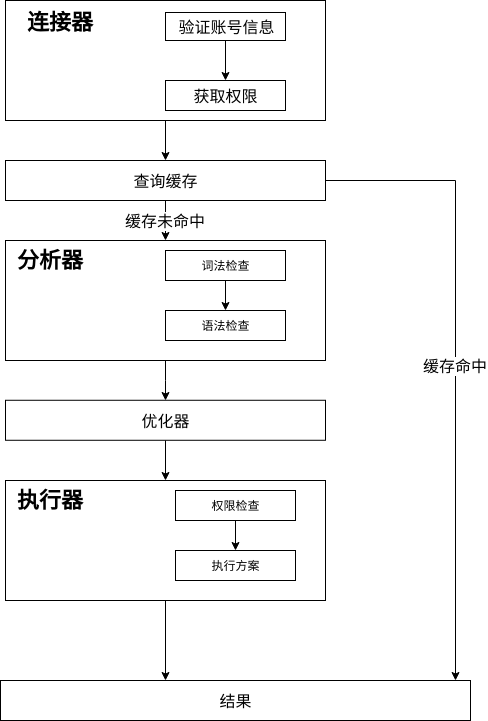 连接器
验证账号信息
获取权限
查询缓存
缓存未命中
分析器
词法检查
语法检查
缓存命中
优化器
执行器
权限检查
执行方案
结果